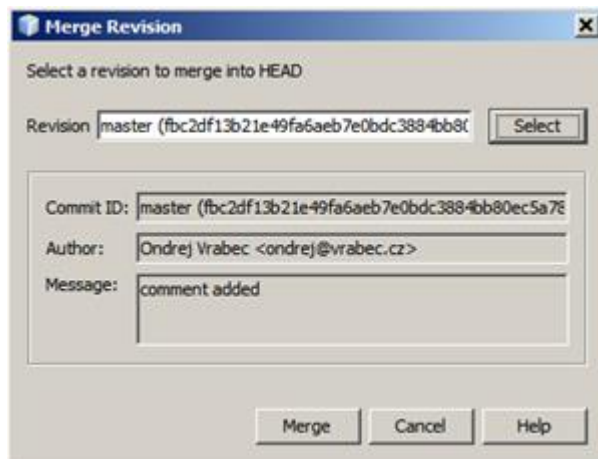 Merge Revision
Select a revision to merge into HEAD
Revision master (fbc2df13b21e49fa6aeb7e0bdc3884bb80 Select
Commit ID: master (fbc2df13b21e49fa6aeb7e0bdc3884bb80ec5a78
Author: Ondrej Vrabec <ondrej@vrabec.cz>
Message: comment added
Merge Cancel Help